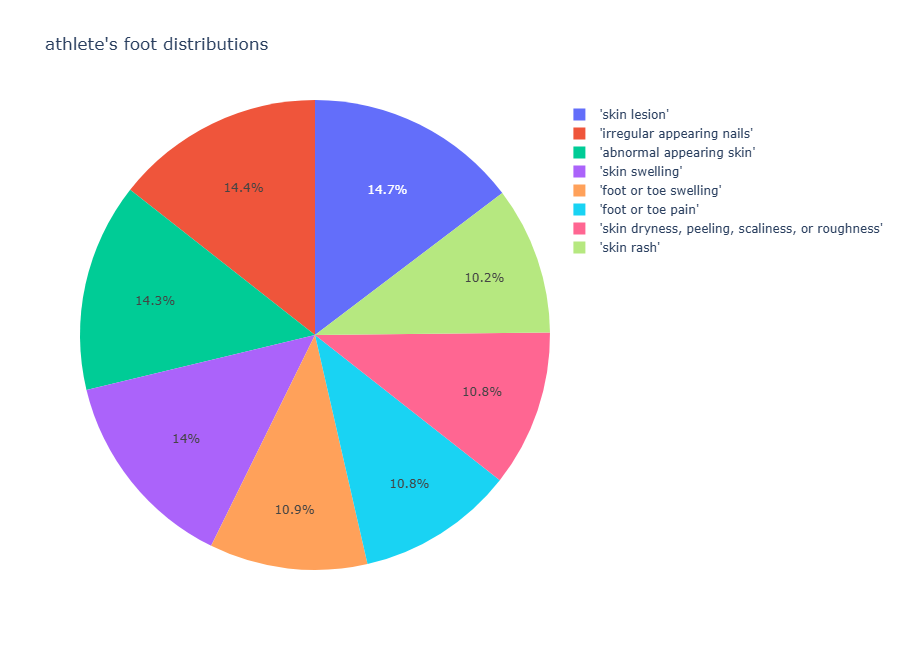 athlete's foot distributions
'skin lesion'
'irregular appearing nails'
'abnormal appearing skin'
'skin swelling'
'foot or toe swelling'
'foot or toe pain'
'skin dryness, peeling, scaliness, or roughness'
'skin rash'
14.4%
14.7%
10.2%
14.3%
10.8%
14%
10.8%
10.9%